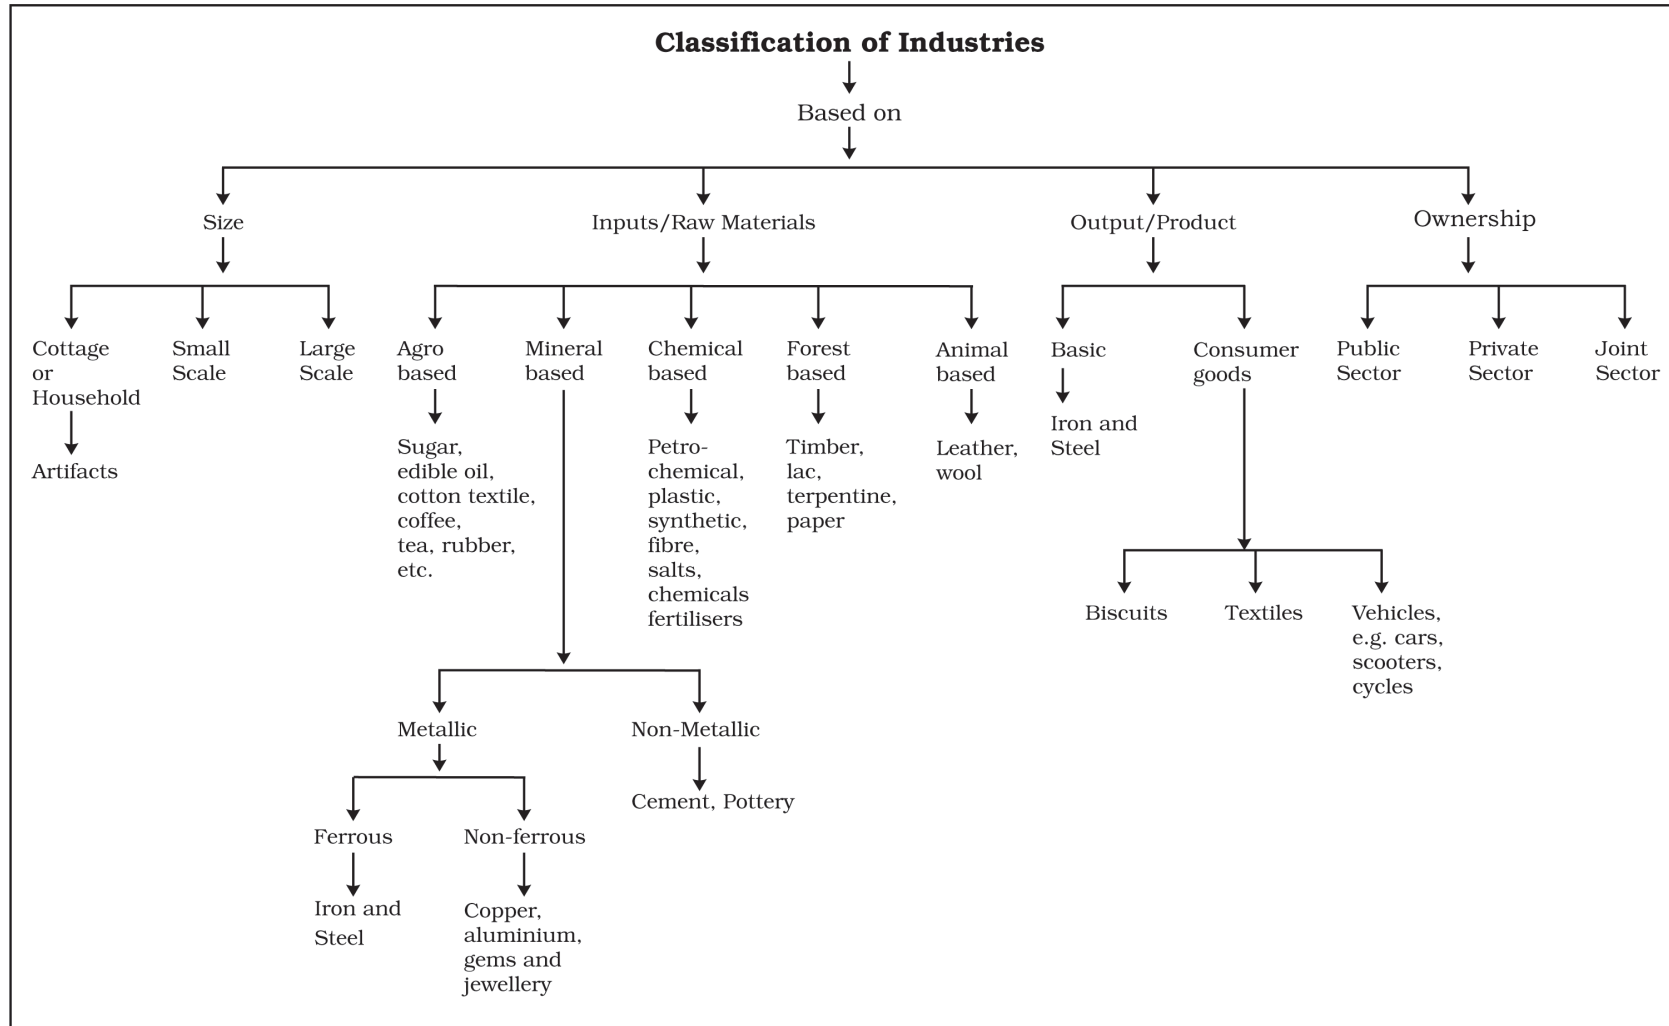 Classification of Industries
Based on
Size
Inputs/Raw Materials
Output/Product
Ownership
Cottage
or
Household
Small
Scale
Large
Scale
Agro
based
Mineral
based
Chemical
based
Forest
based
Animal
based
Basic
Consumer
goods
Public
Sector
Private
Sector
Joint
Sector
Artifacts
Sugar,
edible oil,
cotton textile,
coffee,
tea, rubber,
etc.
Petro-
chemical,
plastic,
synthetic,
fibre,
salts,
chemicals
fertilisers
Timber,
lac,
terpentine,
paper
Leather,
wool
Iron and
Steel
Biscuits
Textiles
Vehicles,
e.g. cars,
scooters,
cycles
Metallic
Non-Metallic
Cement, Pottery
Ferrous
Non-ferrous
Iron and
Steel
Copper,
aluminium,
gems and
jewellery